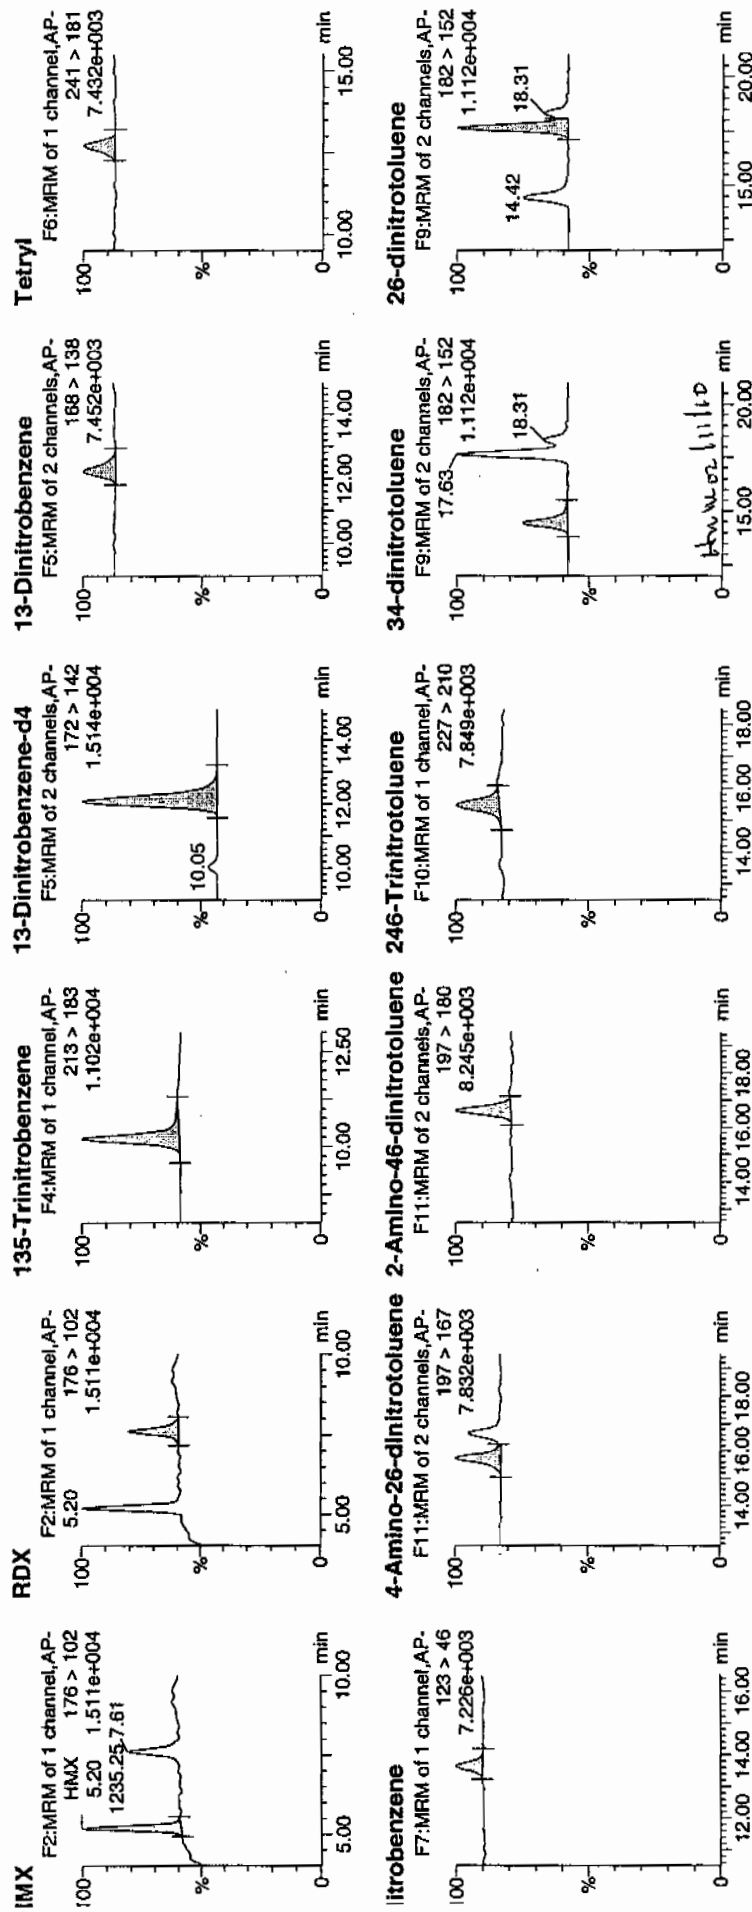 IMX
F2:MRM of 1 channel,AP-
HMX 176 > 102
5.20 1.511e+004
1235.25 7.61
100
%
0
5.00 10.00 min
RDX
F2:MRM of 1 channel,AP-
5.20 176 > 102
1.511e+004
100
%
0
5.00 10.00 min
135-Trinitrobenzene
F4:MRM of 1 channel,AP-
213 > 183
1.102e+004
100
%
0
10.00 12.50 min
13-Dinitrobenzene-d4
F5:MRM of 2 channels,AP-
172 > 142
1.514e+004
10.05
100
%
0
10.00 12.00 14.00 min
13-Dinitrobenzene
F5:MRM of 2 channels,AP-
168 > 138
7.452e+003
100
%
0
10.00 12.00 14.00 min
Tetryl
F6:MRM of 1 channel,AP-
241 > 181
7.432e+003
100
%
0
10.00 15.00 min
litrobenzene
F7:MRM of 1 channel,AP-
123 > 46
7.226e+003
100
%
0
12.00 14.00 16.00 min
4-Amino-26-dinitrotoluene
F11:MRM of 2 channels,AP-
197 > 167
7.832e+003
100
%
0
14.00 16.00 18.00 min
2-Amino-46-dinitrotoluene
F11:MRM of 2 channels,AP-
197 > 180
8.245e+003
100
%
0
14.00 16.00 18.00 min
246-Trinitrotoluene
F10:MRM of 1 channel,AP-
227 > 210
7.849e+003
100
%
0
14.00 16.00 18.00 min
34-dinitrotoluene
F9:MRM of 2 channels,AP-
17.63 182 > 152
1.112e+004
18.31
100
%
0
15.00 20.00 min
02/11/10
26-dinitrotoluene
F9:MRM of 2 channels,AP-
182 > 152
1.112e+004
14.42 18.31
100
%
0
15.00 20.00 min